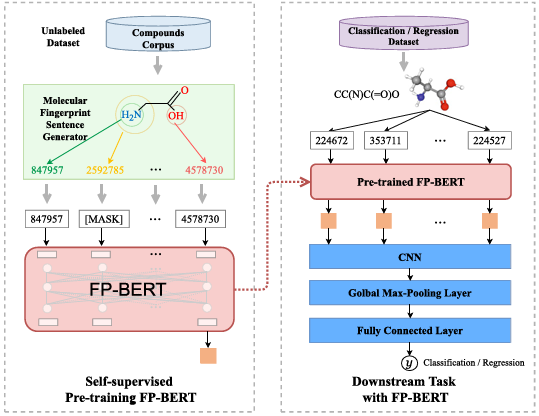 Unlabeled
Dataset
Compounds
Corpus
Molecular
Fingerprint
Sentence
Generator
H₂N
O
OH
847957
2592785
...
4578730
847957
[MASK]
...
4578730
...
FP-BERT
Self-supervised
Pre-training FP-BERT
Classification / Regression
Dataset
CC(N)C(=O)O
224672
353711
...
224527
Pre-trained FP-BERT
...
CNN
Golbal Max-Pooling Layer
Fully Connected Layer
y
Classification / Regression
Downstream Task
with FP-BERT